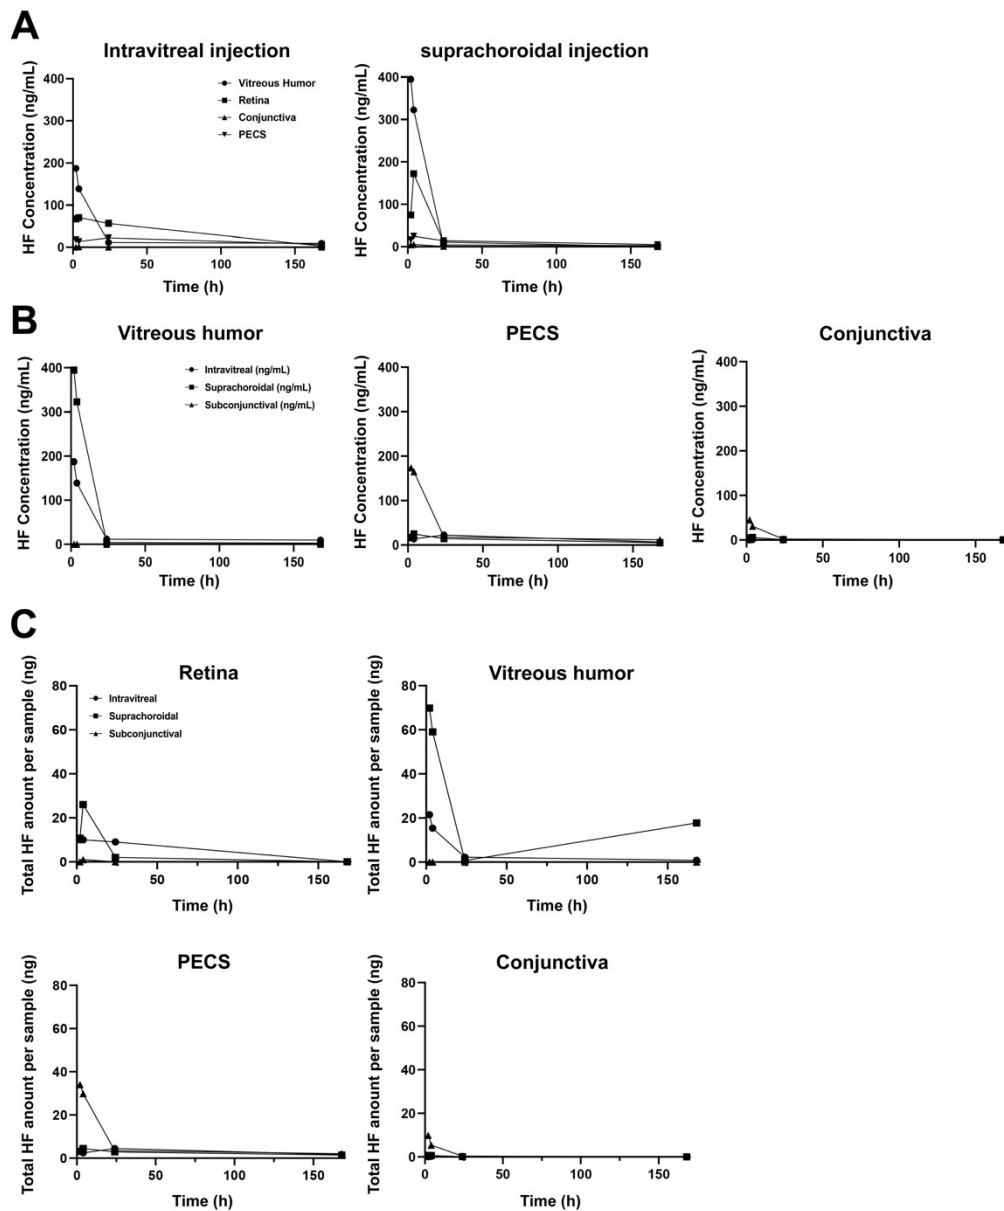 A
Intravitreal injection
HF Concentration (ng/mL)
400
300
200
100
0
0
50
100
150
Time (h)
Vitreous Humor
Retina
Conjunctiva
PECS
suprachoroidal injection
HF Concentration (ng/mL)
400
300
200
100
0
0
50
100
150
Time (h)
B
Vitreous humor
HF Concentration (ng/mL)
400
300
200
100
0
0
50
100
150
Time (h)
Intravitreal (ng/mL)
Suprachoroidal (ng/mL)
Subconjunctival (ng/mL)
PECS
HF Concentration (ng/mL)
400
300
200
100
0
0
50
100
150
Time (h)
Conjunctiva
HF Concentration (ng/mL)
400
300
200
100
0
0
50
100
150
Time (h)
C
Retina
Total HF anount per sample (ng)
80
60
40
20
0
0
50
100
150
Time (h)
Intravitreal
Suprachoroidal
Subconjunctival
Vitreous humor
Total HF anount per sample (ng)
80
60
40
20
0
0
50
100
150
Time (h)
PECS
Total HF anount per sample (ng)
80
60
40
20
0
0
50
100
150
Time (h)
Conjunctiva
Total HF anount per sample (ng)
80
60
40
20
0
0
50
100
150
Time (h)